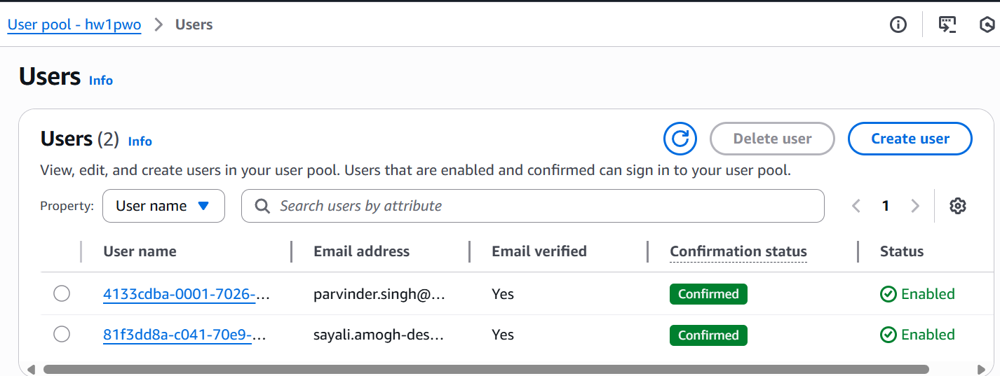 User pool - hw1pwo > Users
Users Info
Users (2) Info
Delete user
Create user
View, edit, and create users in your user pool. Users that are enabled and confirmed can sign in to your user pool.
Property: User name Search users by attribute 1
User name Email address Email verified Confirmation status Status
4133cdba-0001-7026-... parvinder.singh@... Yes Confirmed Enabled
81f3dd8a-c041-70e9-... sayali.amogh-des... Yes Confirmed Enabled